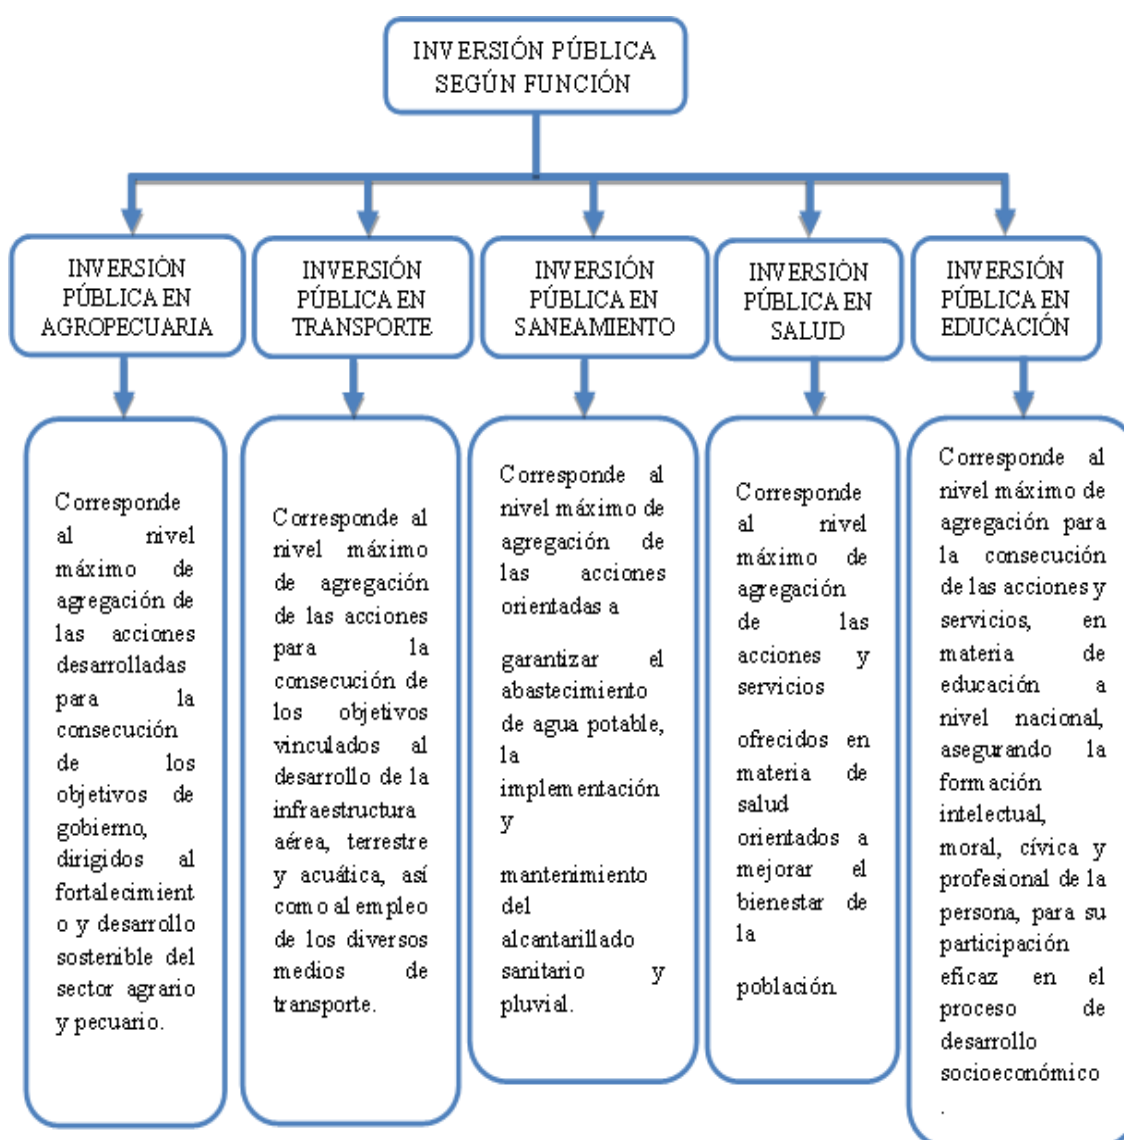 INVERSIÓN PÚBLICA
SEGÚN FUNCIÓN
INVERSIÓN
PÚBLICA EN
AGROPECUARIA
INVERSIÓN
PÚBLICA EN
TRANSPORTE
INVERSIÓN
PÚBLICA EN
SANEAMIENTO
INVERSIÓN
PÚBLICA EN
SALUD
INVERSIÓN
PÚBLICA EN
EDUCACIÓN
Corresponde
al nivel
máximo de
agregación de
las acciones
desarrolladas
para la
consecución
de los
objetivos de
gobierno,
dirigidos al
fortalecimient
o y desarrollo
sostenible del
sector agrario
y pecuario.
Corresponde al
nivel máximo
de agregación
de las acciones
para la
consecución de
los objetivos
vinculados al
desarrollo de la
infraestructura
aérea, terrestre
y acuática, así
como al empleo
de los diversos
medios de
transporte.
Corresponde al
nivel máximo de
agregación de
las acciones
orientadas a
garantizar el
abastecimiento
de agua potable,
la
implementación
y
mantenimiento
del
alcantarillado
sanitario y
pluvial.
Corresponde
al nivel
máximo de
agregación
de las
acciones y
servicios
ofrecidos en
materia de
salud
orientados a
mejorar el
bienestar de
la
población
Corresponde al
nivel máximo de
agregación para
la consecución
de las acciones y
servicios, en
materia de
educación a
nivel nacional,
asegurando la
formación
intelectual,
moral, cívica y
profesional de la
persona, para su
participación
eficaz en el
proceso de
desarrollo
socioeconómico
.